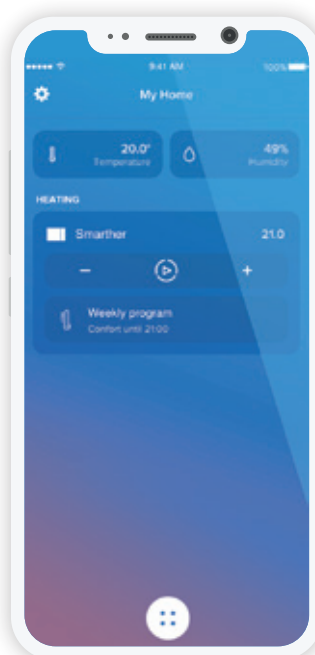 9:41 AM 100%
My Home
20.0°
Temperature
49%
Humidity
HEATING
Smarther 21.0
− +
Weekly program
Comfort until 21:00